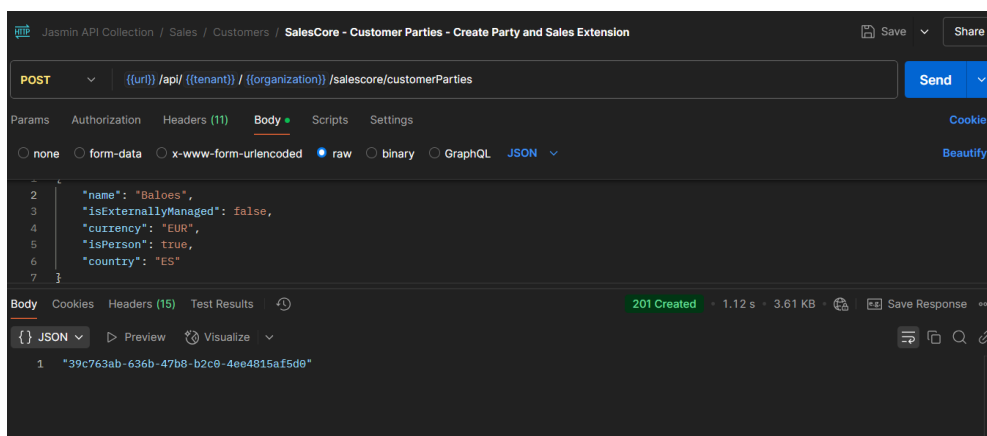 HTTP Jasmin API Collection / Sales / Customers / SalesCore - Customer Parties - Create Party and Sales Extension Save Share
POST {{url}} /api/ {{tenant}} / {{organization}} /salescore/customerParties Send
Params Authorization Headers (11) Body Scripts Settings Cookie
none form-data x-www-form-urlencoded raw binary GraphQL JSON Beautify
2 "name": "Baloes",
3 "isExternallyManaged": false,
4 "currency": "EUR",
5 "isPerson": true,
6 "country": "ES"
7 }
Body Cookies Headers (15) Test Results 201 Created • 1.12 s • 3.61 KB Save Response
{} JSON Preview Visualize
1 "39c763ab-636b-47b8-b2c0-4ee4815af5d0"